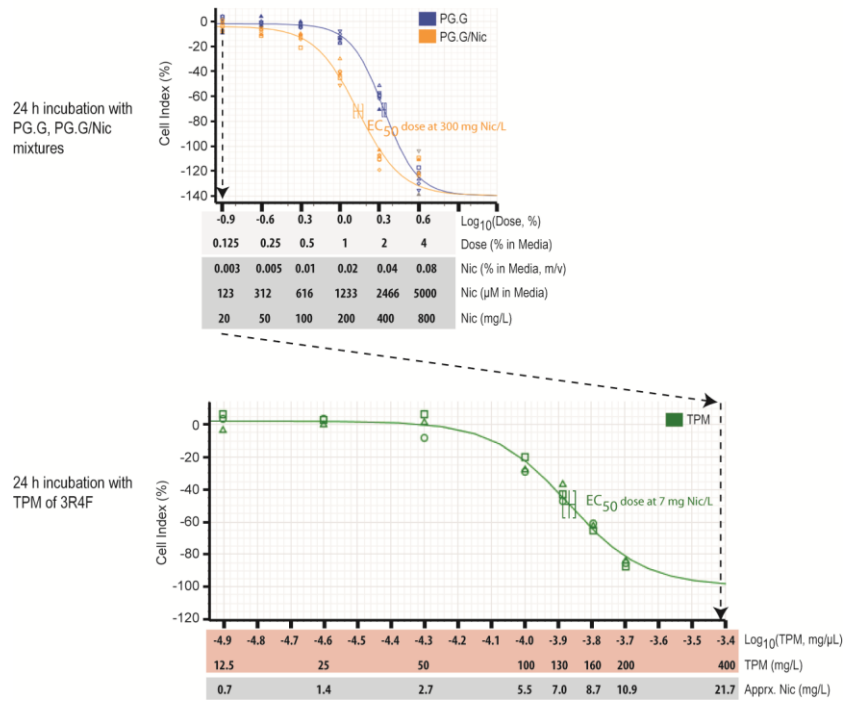 PG.G
PG.G/Nic
24 h incubation with
PG.G, PG.G/Nic
mixtures
Cell Index (%)
0
-20
-40
-60
-80
-100
-120
-140
EC50 dose at 300 mg Nic/L
-0.9 -0.6 0.3 0.0 0.3 0.6 Log10(Dose, %)
0.125 0.25 0.5 1 2 4 Dose (% in Media)
0.003 0.005 0.01 0.02 0.04 0.08 Nic (% in Media, m/v)
123 312 616 1233 2466 5000 Nic (µM in Media)
20 50 100 200 400 800 Nic (mg/L)
24 h incubation with
TPM of 3R4F
Cell Index (%)
0
-20
-40
-60
-80
-100
-120
TPM
EC50 dose at 7 mg Nic/L
-4.9 -4.8 -4.7 -4.6 -4.5 -4.4 -4.3 -4.2 -4.1 -4.0 -3.9 -3.8 -3.7 -3.6 -3.5 -3.4 Log10(TPM, mg/µL)
12.5 25 50 100 130 160 200 400 TPM (mg/L)
0.7 1.4 2.7 5.5 7.0 8.7 10.9 21.7 Apprx. Nic (mg/L)